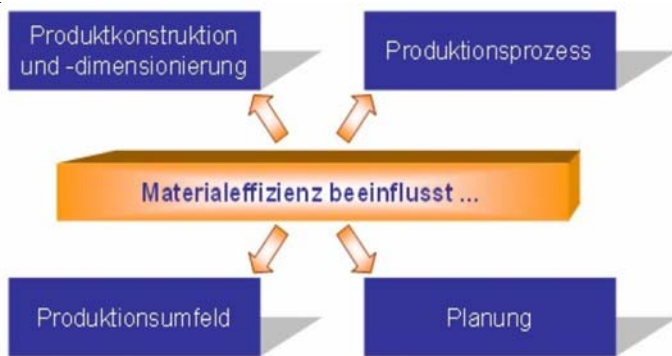 Produktkonstruktion
und -dimensionierung
Produktionsprozess
Materialeffizienz beeinflusst ...
Produktionsumfeld
Planung